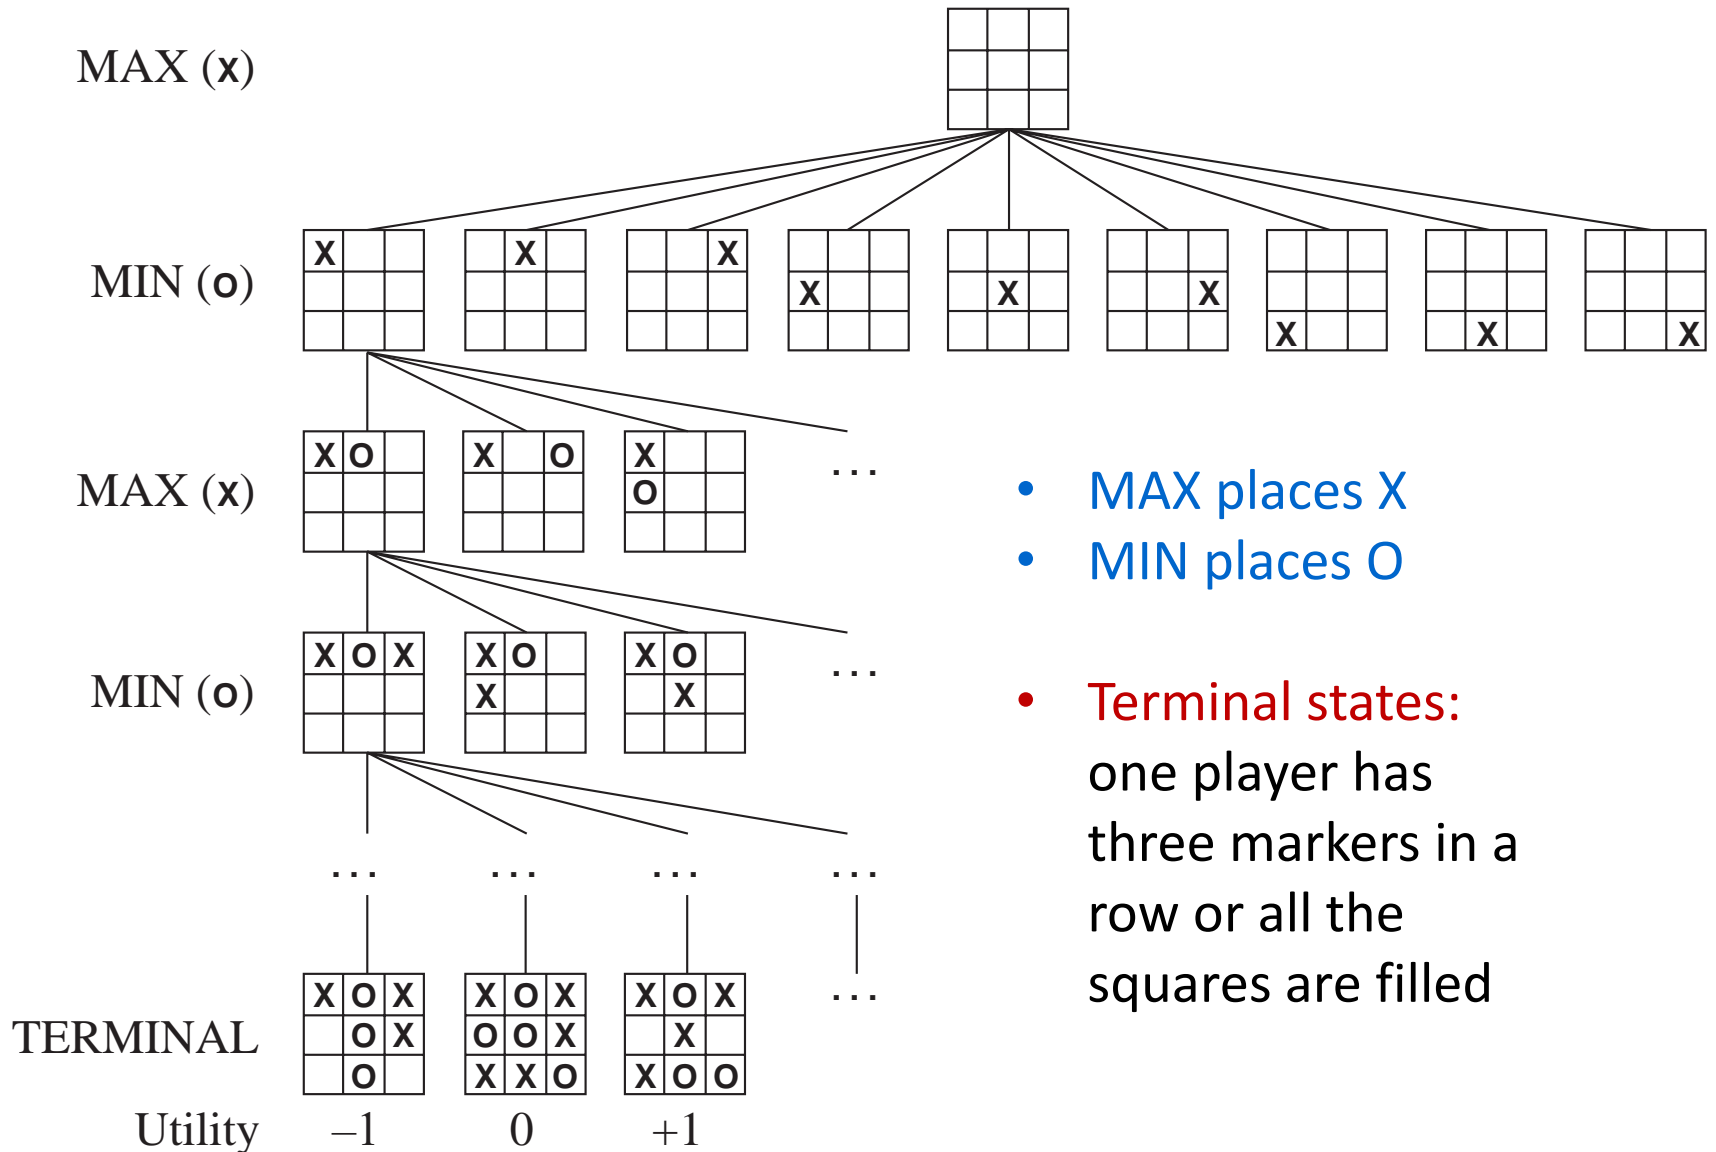 MAX (X)
MIN (O)
X X X X X X X X X
MAX (X)
X O X O X
O
...
MIN (O)
X O X X O X O
X X
...
... ... ... ...
TERMINAL
X O X X O X X O X
O X O O X X
O X X O X O O
...
Utility –1 0 +1
• MAX places X
• MIN places O
• Terminal states:
one player has
three markers in a
row or all the
squares are filled